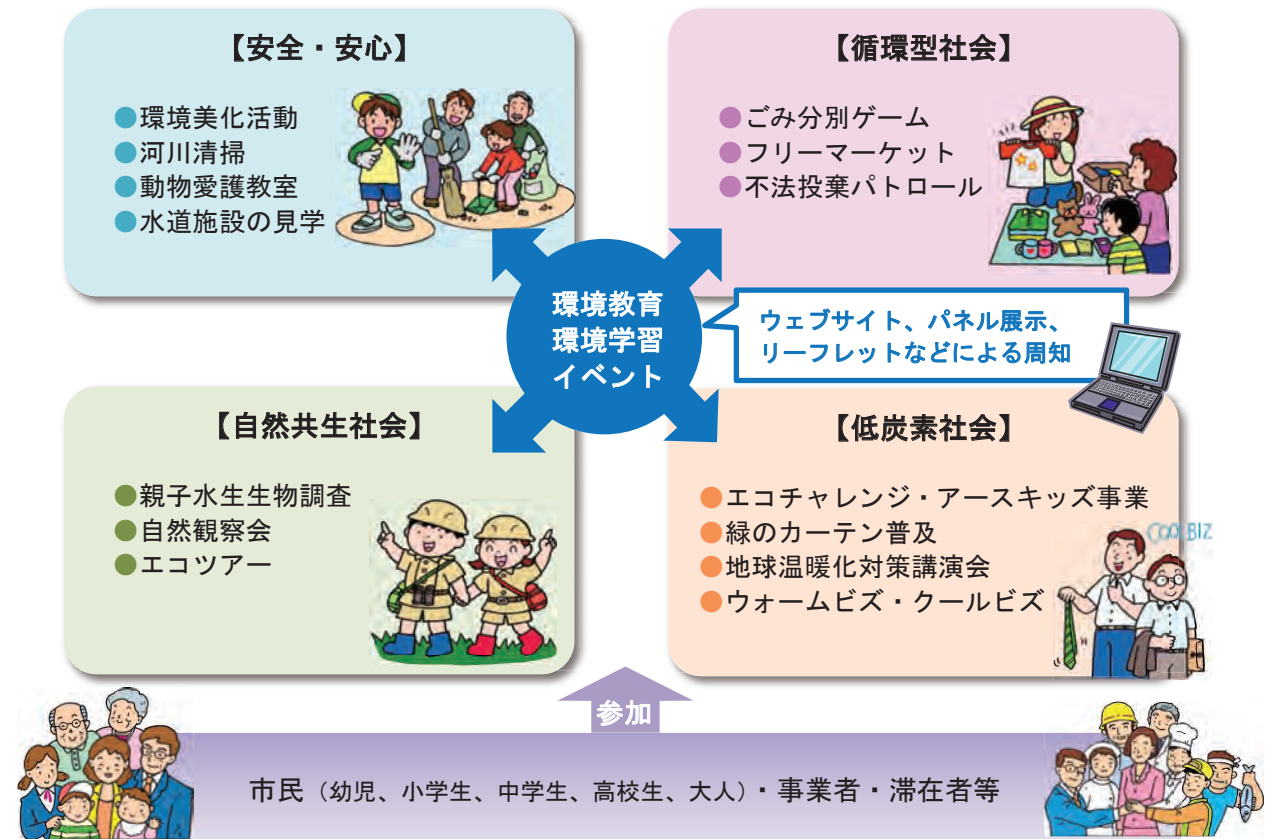 【安全・安心】
●環境美化活動
●河川清掃
●動物愛護教室
●水道施設の見学
【循環型社会】
●ごみ分別ゲーム
●フリーマーケット
●不法投棄パトロール
環境教育
環境学習
イベント
ウェブサイト、パネル展示、
リーフレットなどによる周知
【自然共生社会】
●親子水生生物調査
●自然観察会
●エコツアー
【低炭素社会】
●エコチャレンジ・アースキッズ事業
●緑のカーテン普及
●地球温暖化対策講演会
●ウォームビズ・クールビズ
COOLBIZ
参加
市民（幼児、小学生、中学生、高校生、大人）・事業者・滞在者等